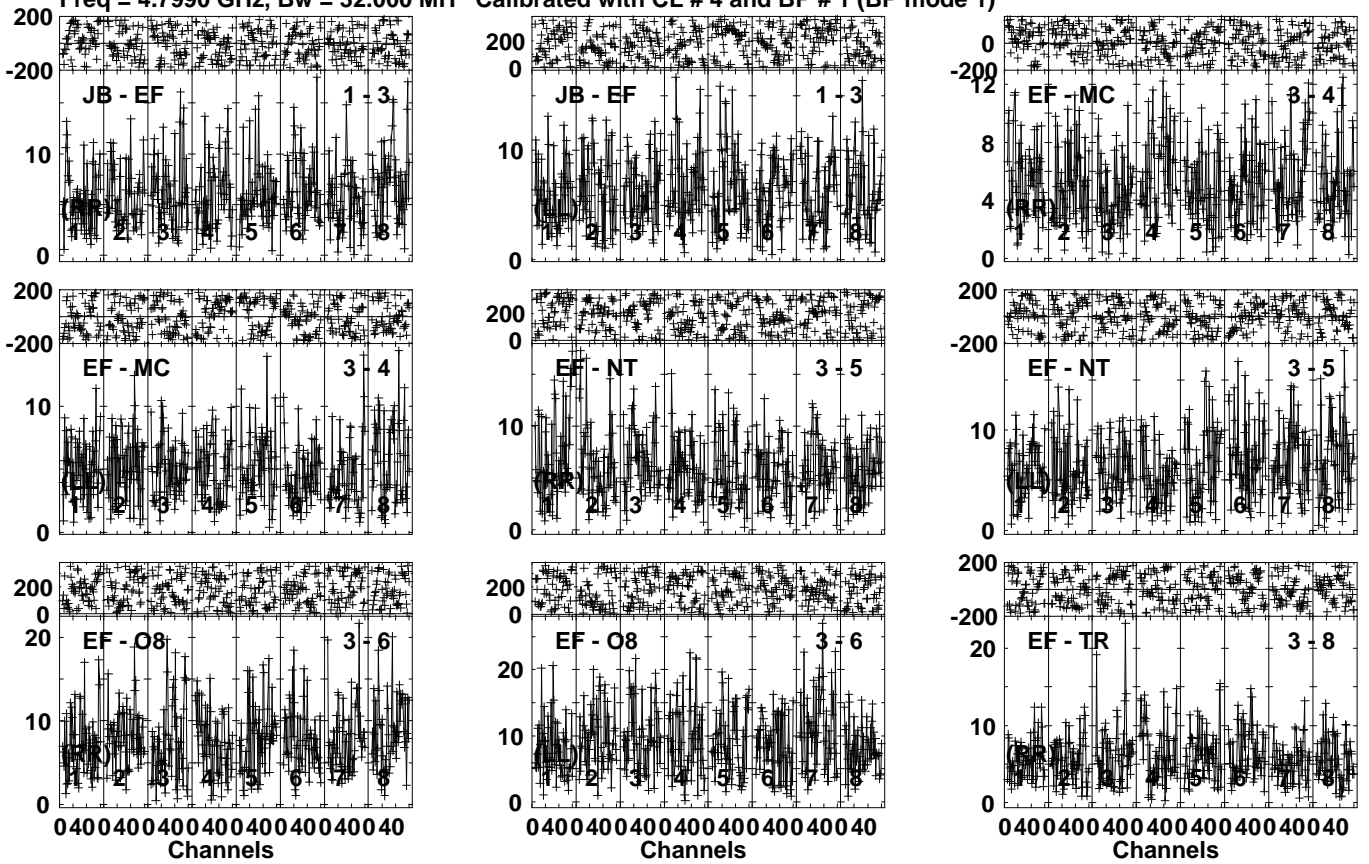 Freq = 4.7990 GHz, Bw = 32.000 MH Calibrated with CL # 4 and BP # 1 (BP mode 1)
200
-200
JB - EF 1 - 3
10
(RR)
1 2 3 4 5 6 7 8
0
200
0
JB - EF 1 - 3
10
(LL)
1 2 3 4 5 6 7 8
0
0
-200
12
EF - MC 3 - 4
8
4
(RR)
1 2 3 4 5 6 7 8
0
200
-200
EF - MC 3 - 4
10
(LL)
1 2 3 4 5 6 7 8
0
200
0
EF - NT 3 - 5
10
(RR)
1 2 3 4 5 6 7 8
0
200
-200
EF - NT 3 - 5
10
(LL)
1 2 3 4 5 6 7 8
0
200
0
20
EF - O8 3 - 6
10
(RR)
1 2 3 4 5 6 7 8
0
0 40 0 40 0 40 0 40 0 40 0 40 0 40 0 40
Channels
200
0
EF - O8 3 - 6
20
10
(LL)
1 2 3 4 5 6 7 8
0
0 40 0 40 0 40 0 40 0 40 0 40 0 40 0 40
Channels
200
-200
EF - TR 3 - 8
20
10
(RR)
1 2 3 4 5 6 7 8
0
0 40 0 40 0 40 0 40 0 40 0 40 0 40 0 40
Channels